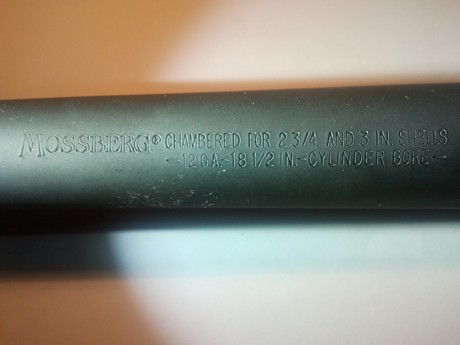 MOSSBERG® CHAMBERED FOR 2 3/4 AND 3 IN. SHELLS
—12 GA.-18 1/2 IN.-CYLINDER BORE—